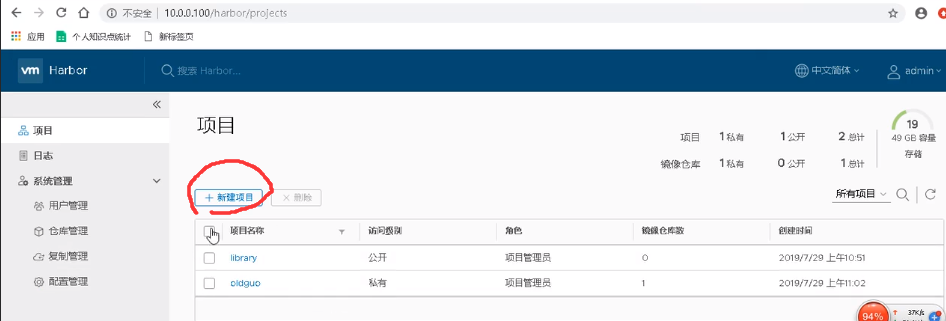 不安全 | 10.0.0.100/harbor/projects
应用 个人知识点统计 新标签页
vm Harbor 搜索 Harbor... 中文简体 admin
项目
日志
系统管理
用户管理
仓库管理
复制管理
配置管理
项目
项目 1私有 1公开 2总计
镜像仓库 1私有 0公开 1总计
19
49 GB 容量
存储
+ 新建项目 × 删除 所有项目
项目名称 访问级别 角色 镜像仓库数 创建时间
library 公开 项目管理员 0 2019/7/29 上午10:51
oldguo 私有 项目管理员 1 2019/7/29 上午11:02
94% 37K/s